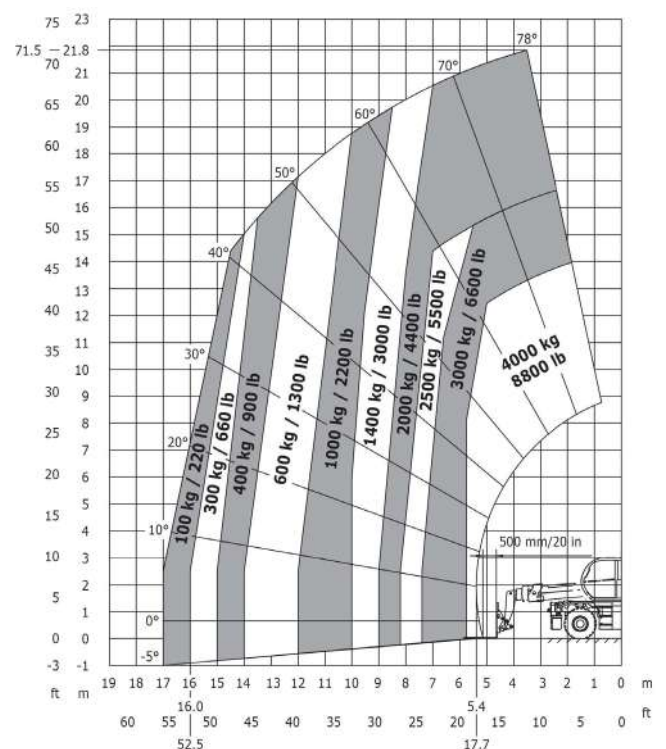 75 23
71.5 21.8 78°
70 21 70°
20
65
19 60°
60 18
55 17 50°
16
50 15
14 40°
45
13
40 12
11
35 10 30°
30 9
8
25
7 20°
20 6
5
15
4 10°
10 3
2
5
1 0°
0 0 -5°
-3 -1
ft m
100 kg / 220 lb
300 kg / 660 lb
400 kg / 900 lb
600 kg / 1300 lb
1000 kg / 2200 lb
1400 kg / 3000 lb
2000 kg / 4400 lb
2500 kg / 5500 lb
3000 kg / 6600 lb
4000 kg
8800 lb
500 mm/20 in
19 18 17 16 15 14 13 12 11 10 9 8 7 6 5 4 3 2 1 0 m
16.0 5.4
60 55 50 45 40 35 30 25 20 15 10 5 0 ft
52.5 17.7